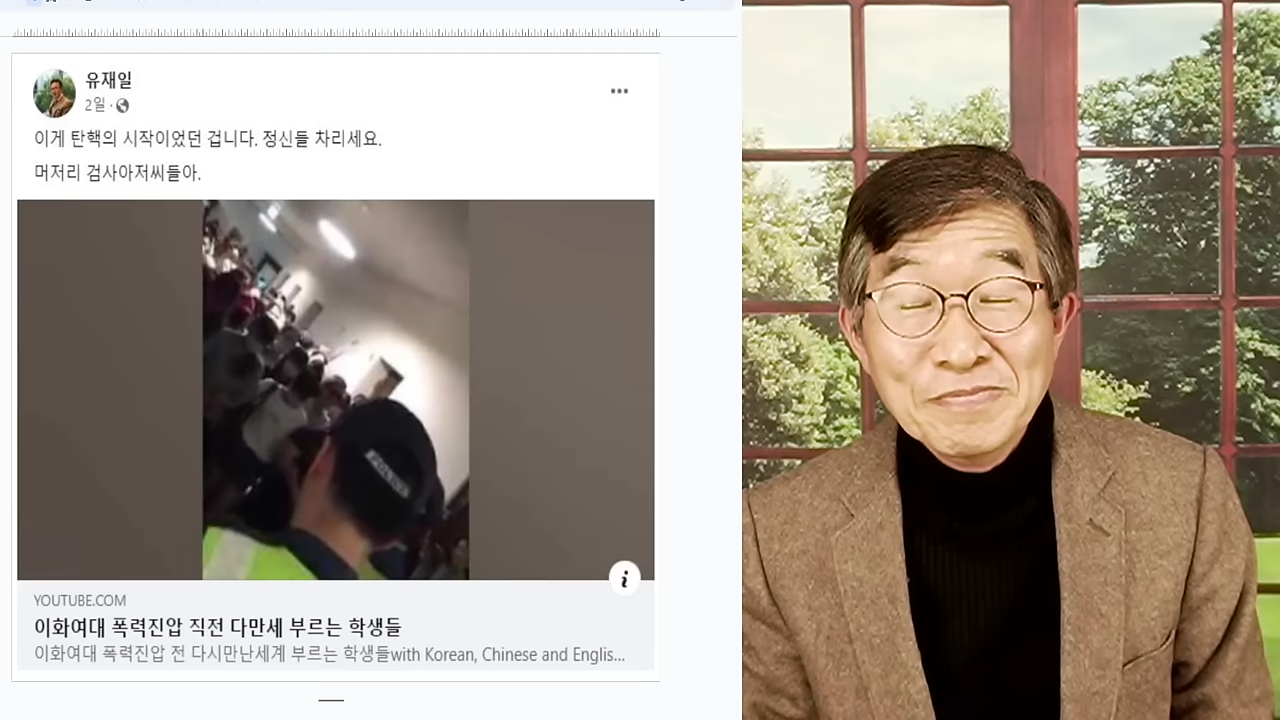 유재일
2일 ·
이게 탄핵의 시작이었던 겁니다. 정신들 차리세요.
머저리 검사아저씨들아.
YOUTUBE.COM
이화여대 폭력진압 직전 다만세 부르는 학생들
이화여대 폭력진압 전 다시만난세계 부르는 학생들with Korean, Chinese and Englis...